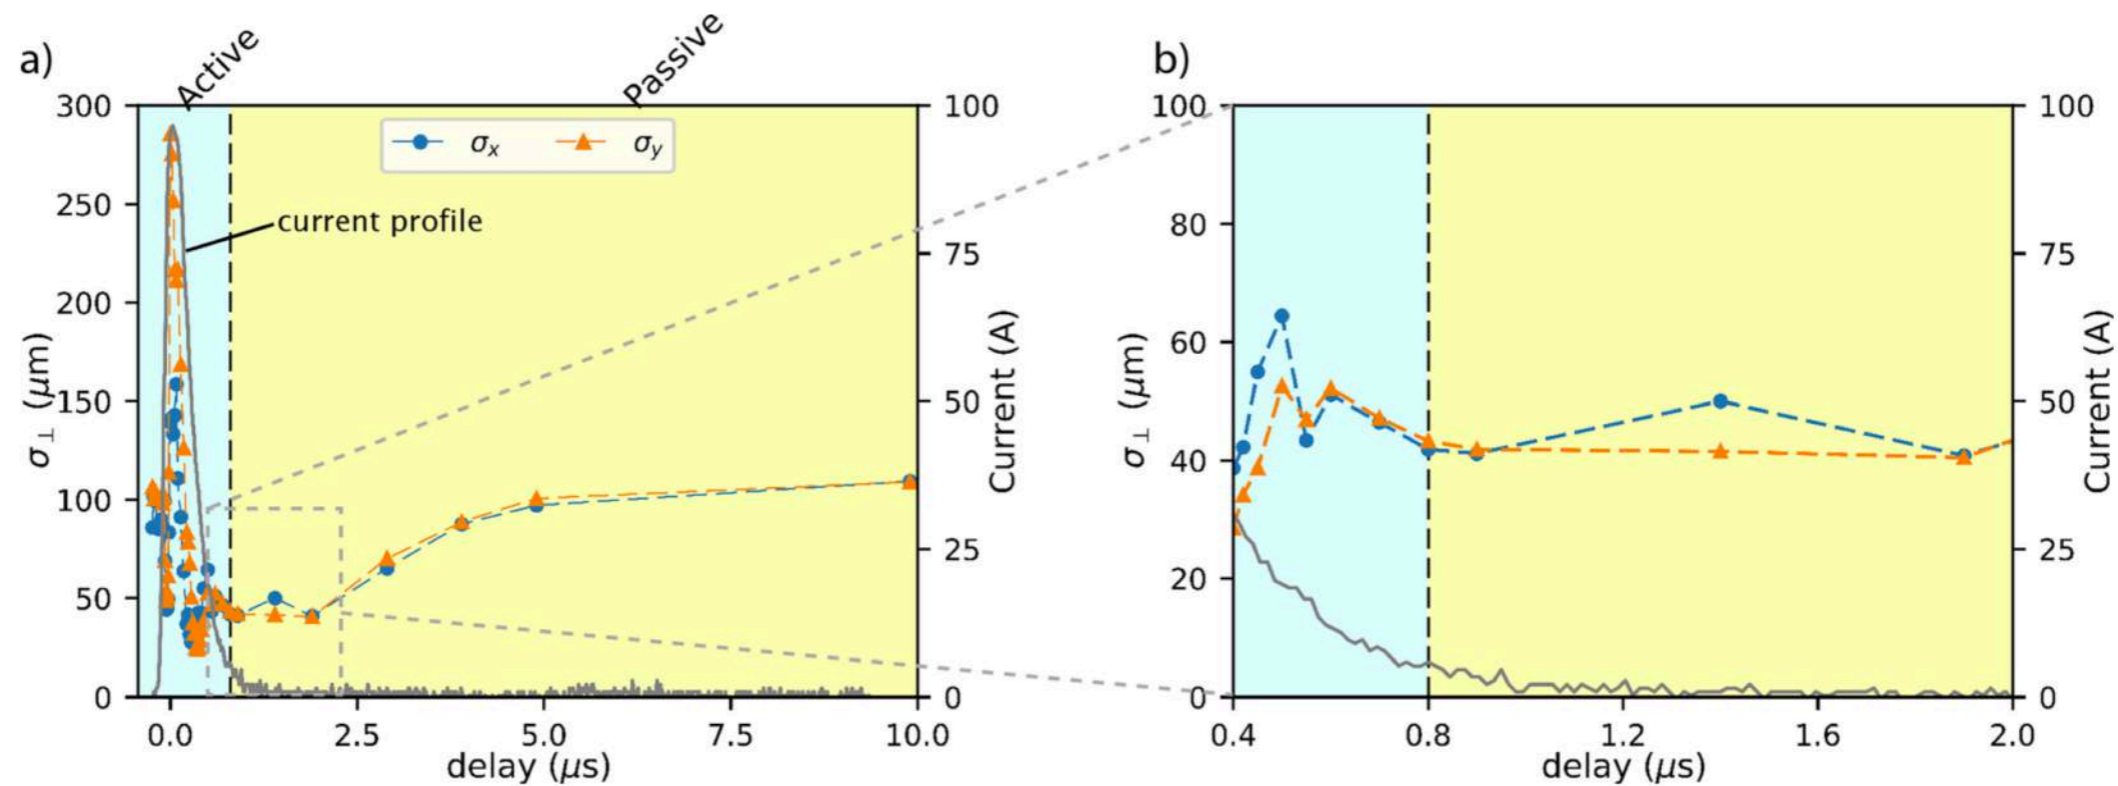 a)
Active
Passive
300
250
200
150
100
50
0
σ⊥ (μm)
σx
σy
current profile
100
75
50
25
0
Current (A)
0.0 2.5 5.0 7.5 10.0
delay (μs)
b)
100
80
60
40
20
0
σ⊥ (μm)
100
75
50
25
0
Current (A)
0.4 0.8 1.2 1.6 2.0
delay (μs)